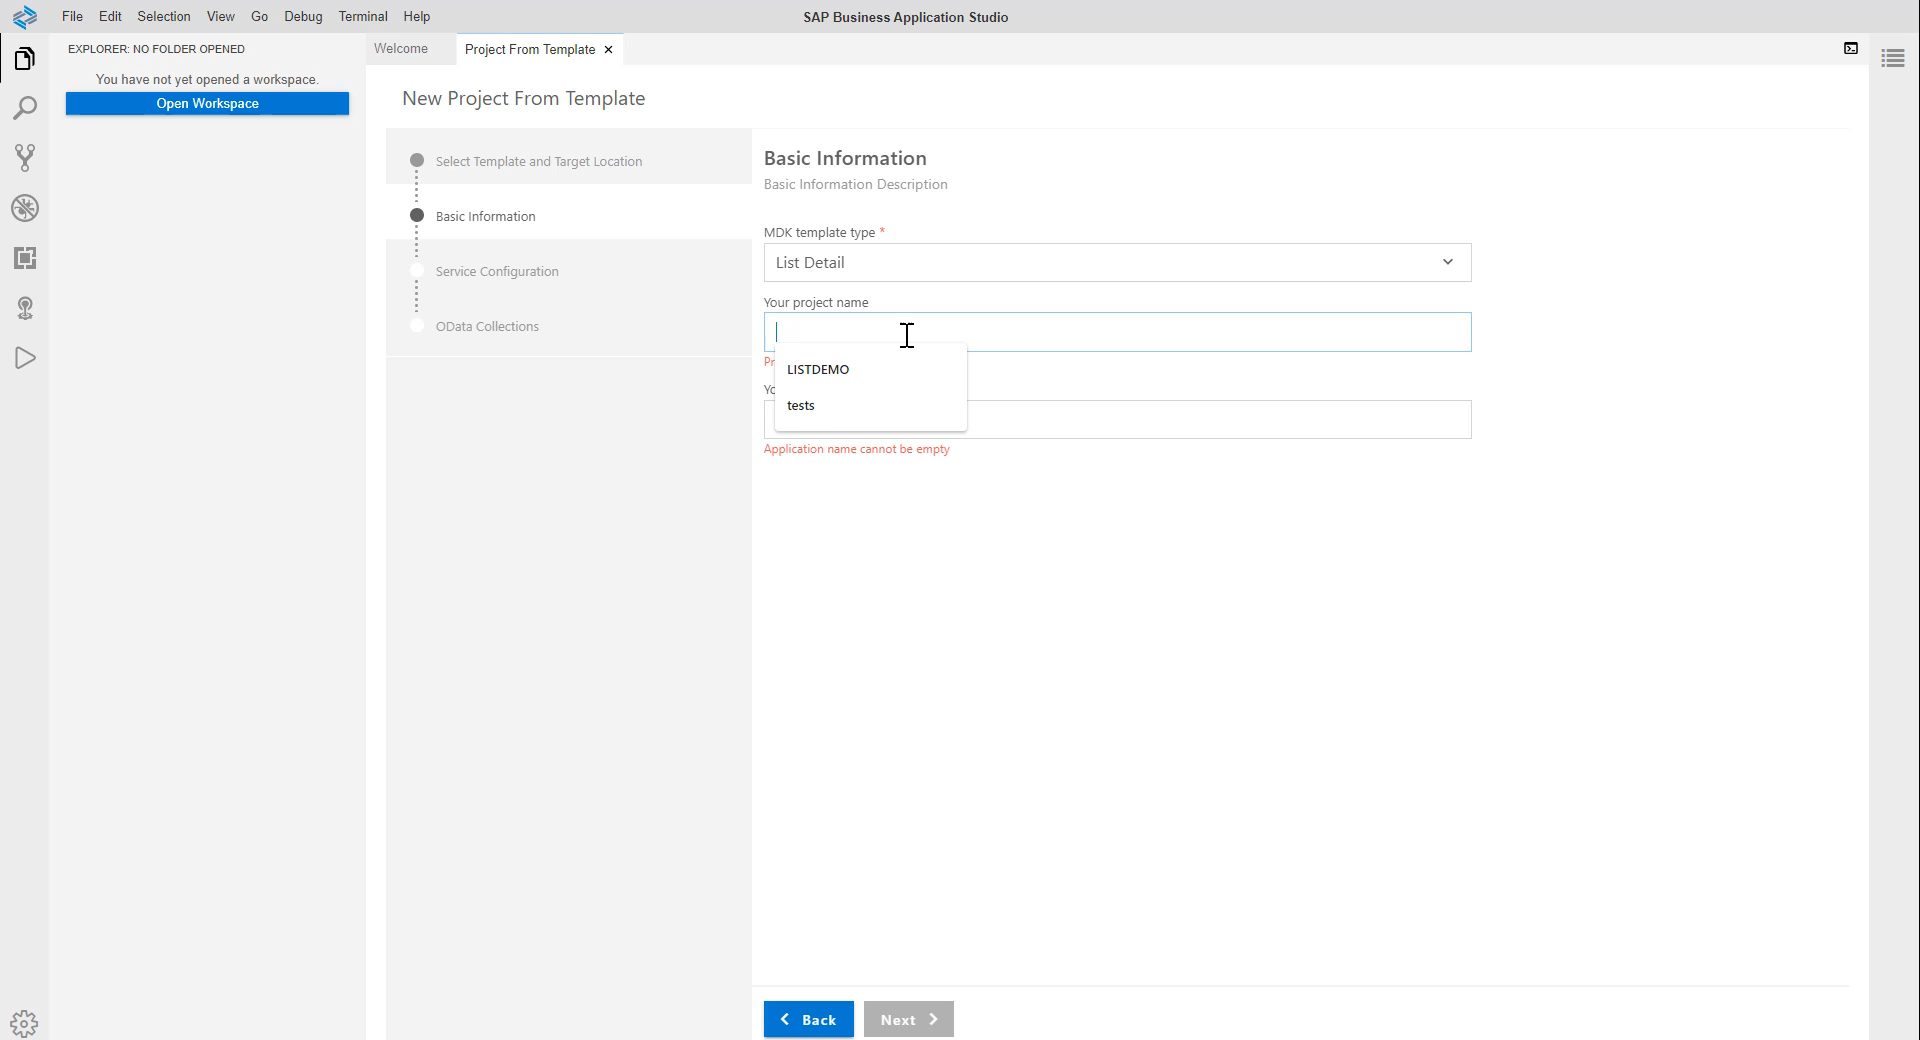 File Edit Selection View Go Debug Terminal Help
SAP Business Application Studio
EXPLORER: NO FOLDER OPENED
You have not yet opened a workspace.
Open Workspace
Welcome
Project From Template
New Project From Template
Select Template and Target Location
Basic Information
Service Configuration
OData Collections
Basic Information
Basic Information Description
MDK template type *
List Detail
Your project name
Pr
LISTDEMO
Yo
tests
Application name cannot be empty
Back
Next